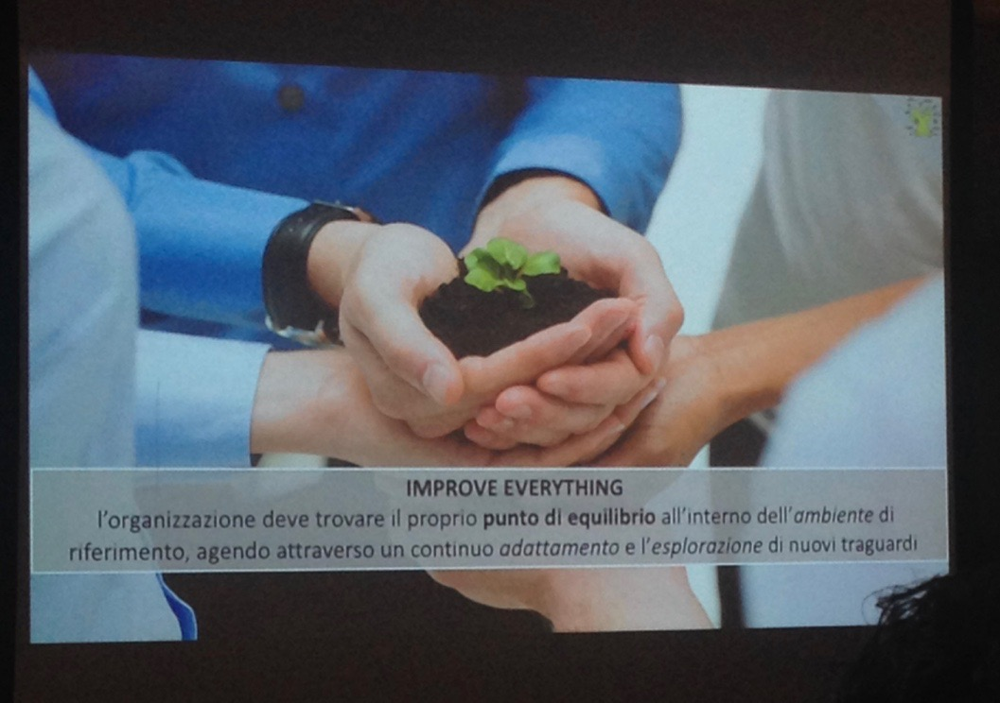 IMPROVE EVERYTHING
l'organizzazione deve trovare il proprio punto di equilibrio all'interno dell'ambiente di
riferimento, agendo attraverso un continuo adattamento e l'esplorazione di nuovi traguardi